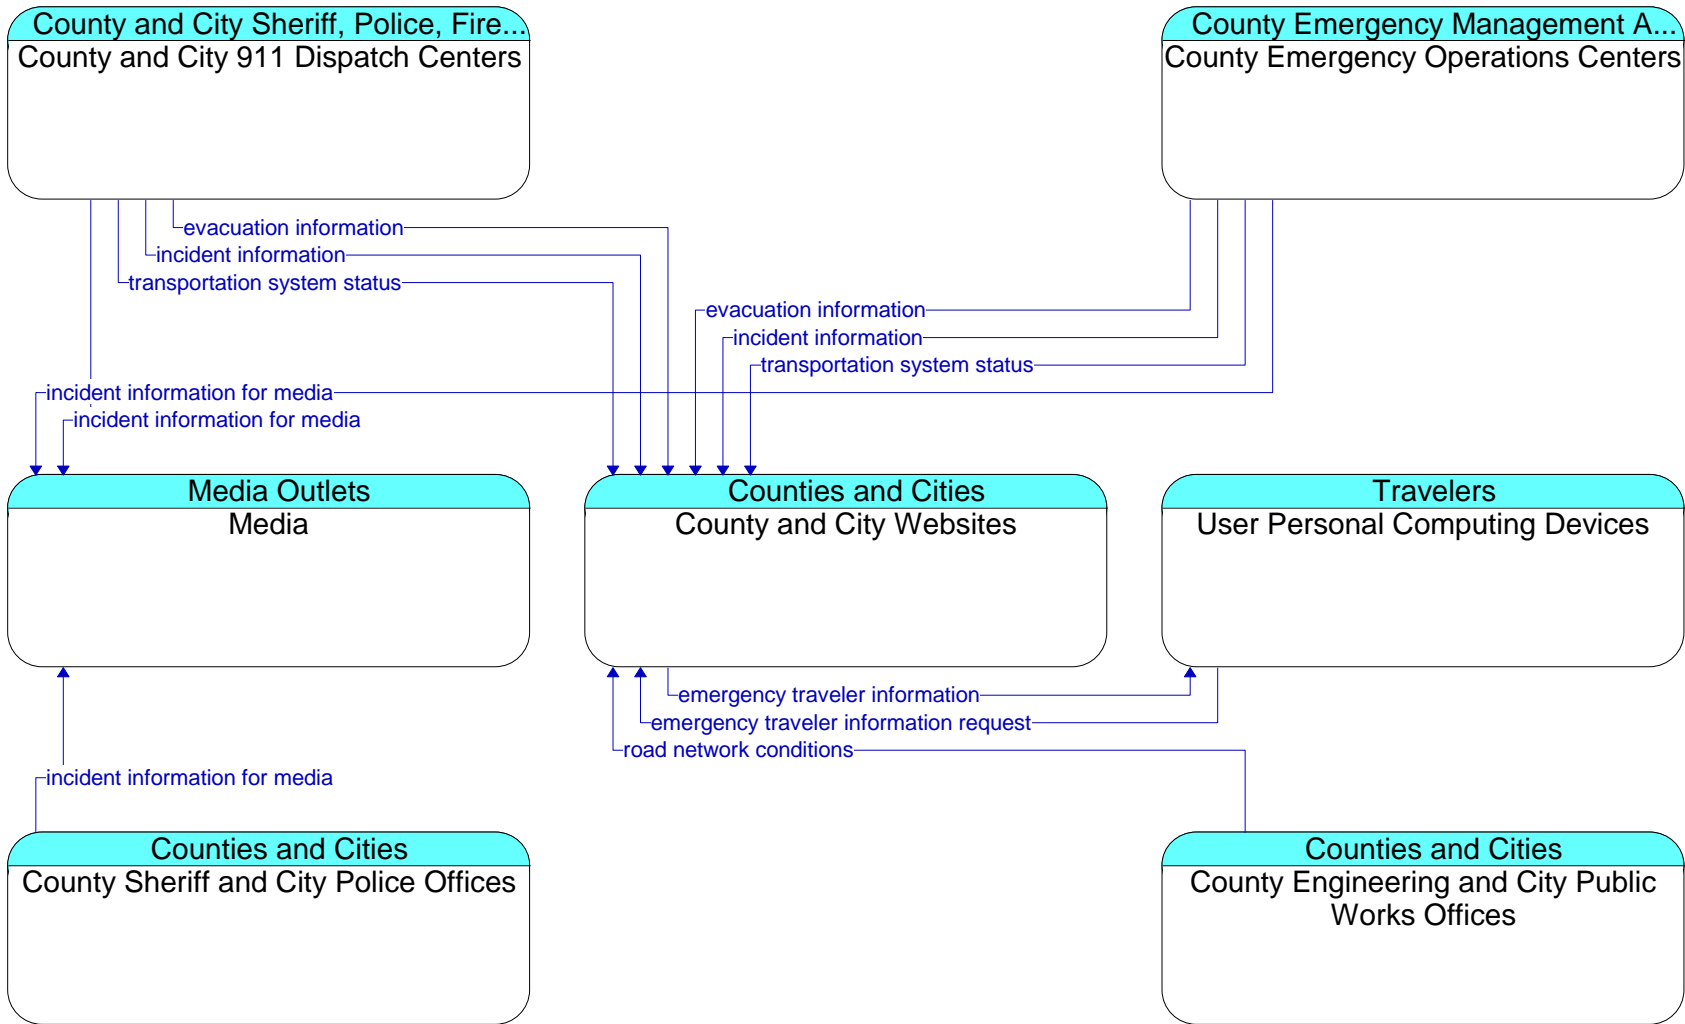 County and City Sheriff, Police, Fire...
County and City 911 Dispatch Centers
County Emergency Management A...
County Emergency Operations Centers
evacuation information
incident information
transportation system status
evacuation information
incident information
transportation system status
incident information for media
incident information for media
Media Outlets
Media
Counties and Cities
County and City Websites
Travelers
User Personal Computing Devices
emergency traveler information
emergency traveler information request
road network conditions
incident information for media
Counties and Cities
County Sheriff and City Police Offices
Counties and Cities
County Engineering and City Public
Works Offices